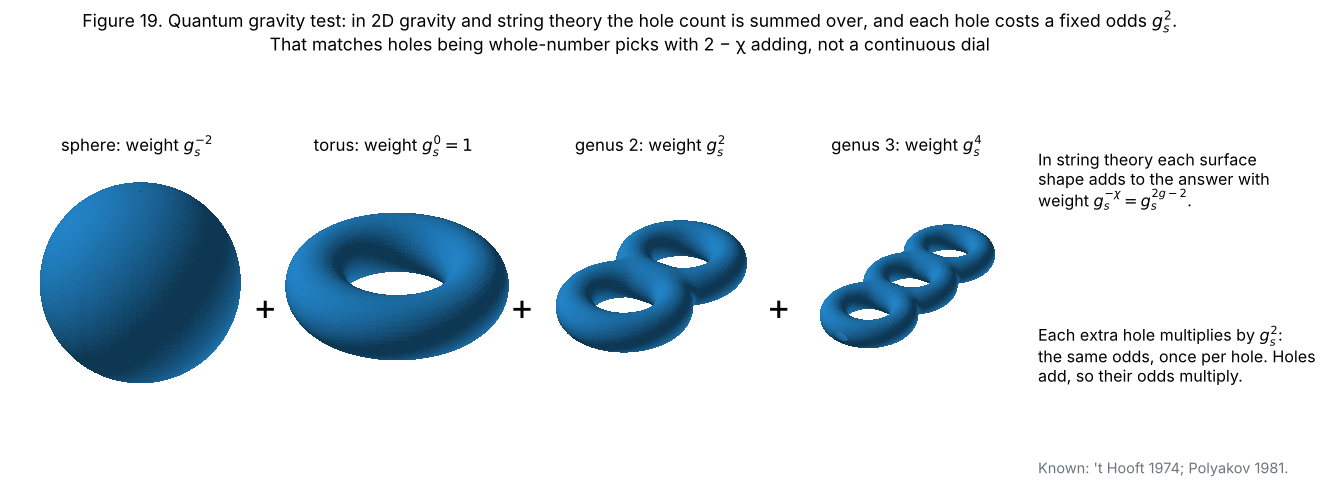 Figure 19. Quantum gravity test: in 2D gravity and string theory the hole count is summed over, and each hole costs a fixed odds $g_s^2$.
That matches holes being whole-number picks with 2 − χ adding, not a continuous dial
sphere: weight $g_s^{-2}$
torus: weight $g_s^0 = 1$
genus 2: weight $g_s^2$
genus 3: weight $g_s^4$
+
+
+
In string theory each surface
shape adds to the answer with
weight $g_s^{-\chi} = g_s^{2g-2}$.
Each extra hole multiplies by $g_s^2$:
the same odds, once per hole. Holes
add, so their odds multiply.
Known: 't Hooft 1974; Polyakov 1981.